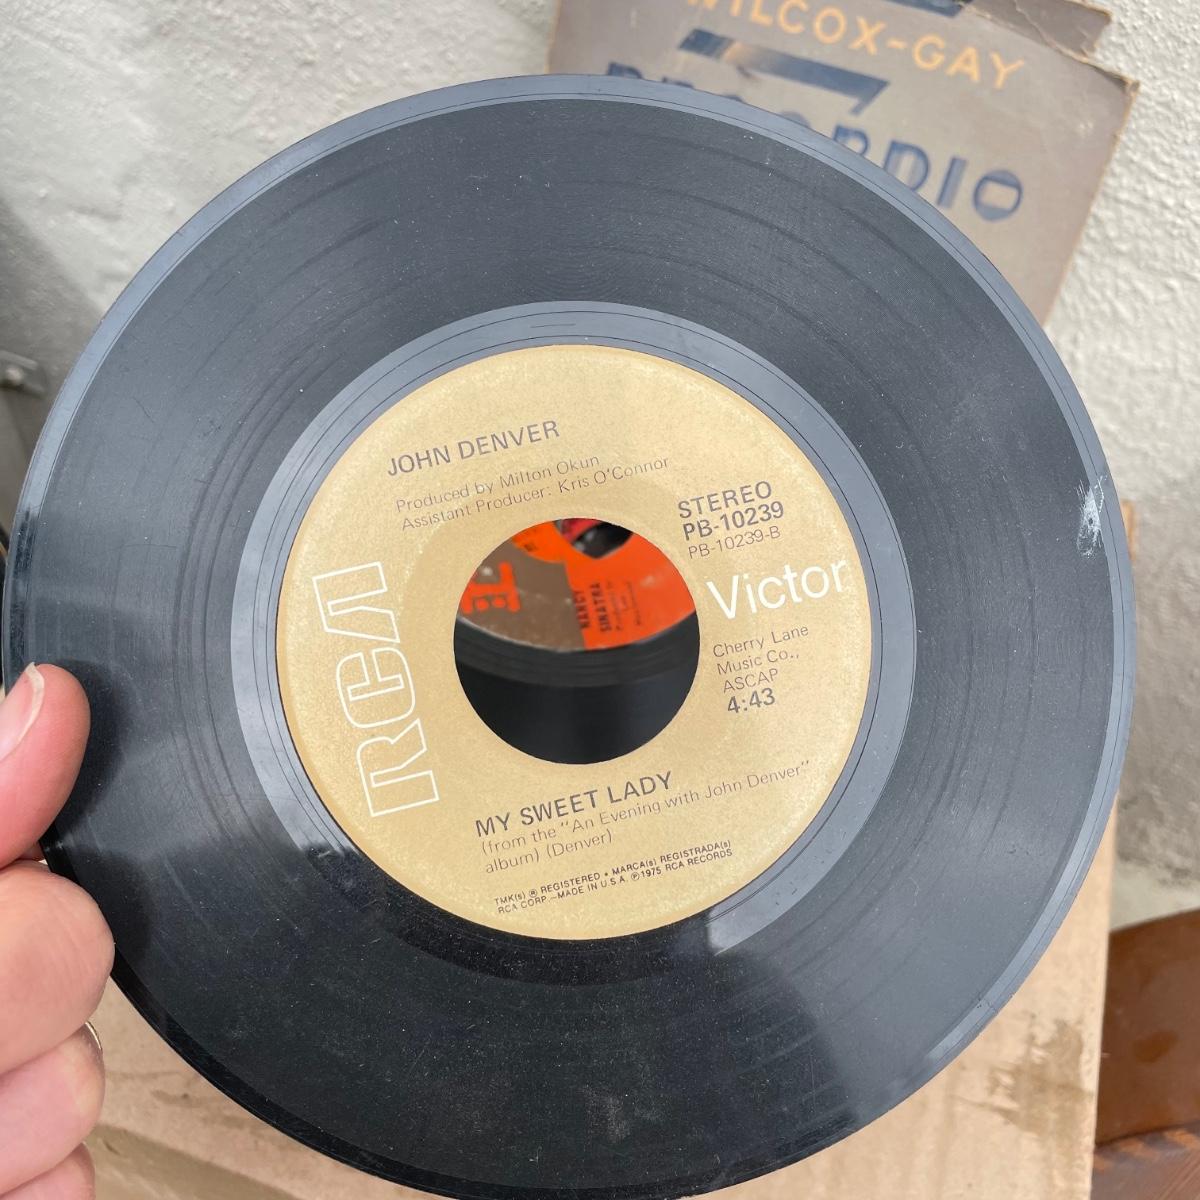 WILCOX-GAY
RECORDIO
JOHN DENVER
Produced by Milton Okun
Assistant Producer: Kris O'Connor
STEREO
PB-10239
PB-10239-B
RCA
Victor
NANCY
SINATRA
Cherry Lane
Music Co.,
ASCAP
4:43
MY SWEET LADY
(from the "An Evening with John Denver"
album) (Denver)
TMK(s) ® REGISTERED • MARCA(s) REGISTRADA(s)
RCA CORP.—MADE IN U.S.A. ℗1975 RCA RECORDS